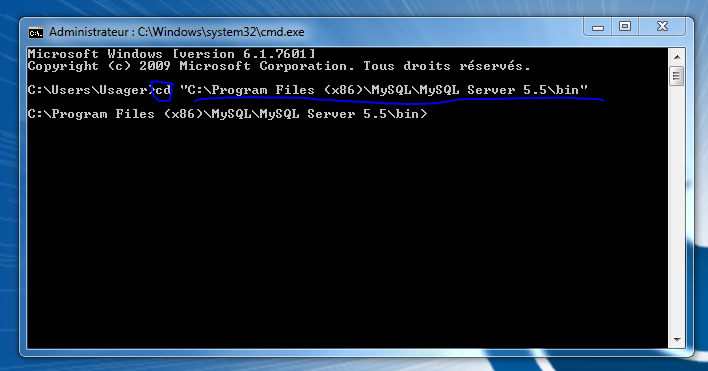 Administrateur : C:\Windows\system32\cmd.exe
Microsoft Windows [version 6.1.7601]
Copyright (c) 2009 Microsoft Corporation. Tous droits réservés.
C:\Users\Usager>cd "C:\Program Files (x86)\MySQL\MySQL Server 5.5\bin"
C:\Program Files (x86)\MySQL\MySQL Server 5.5\bin>